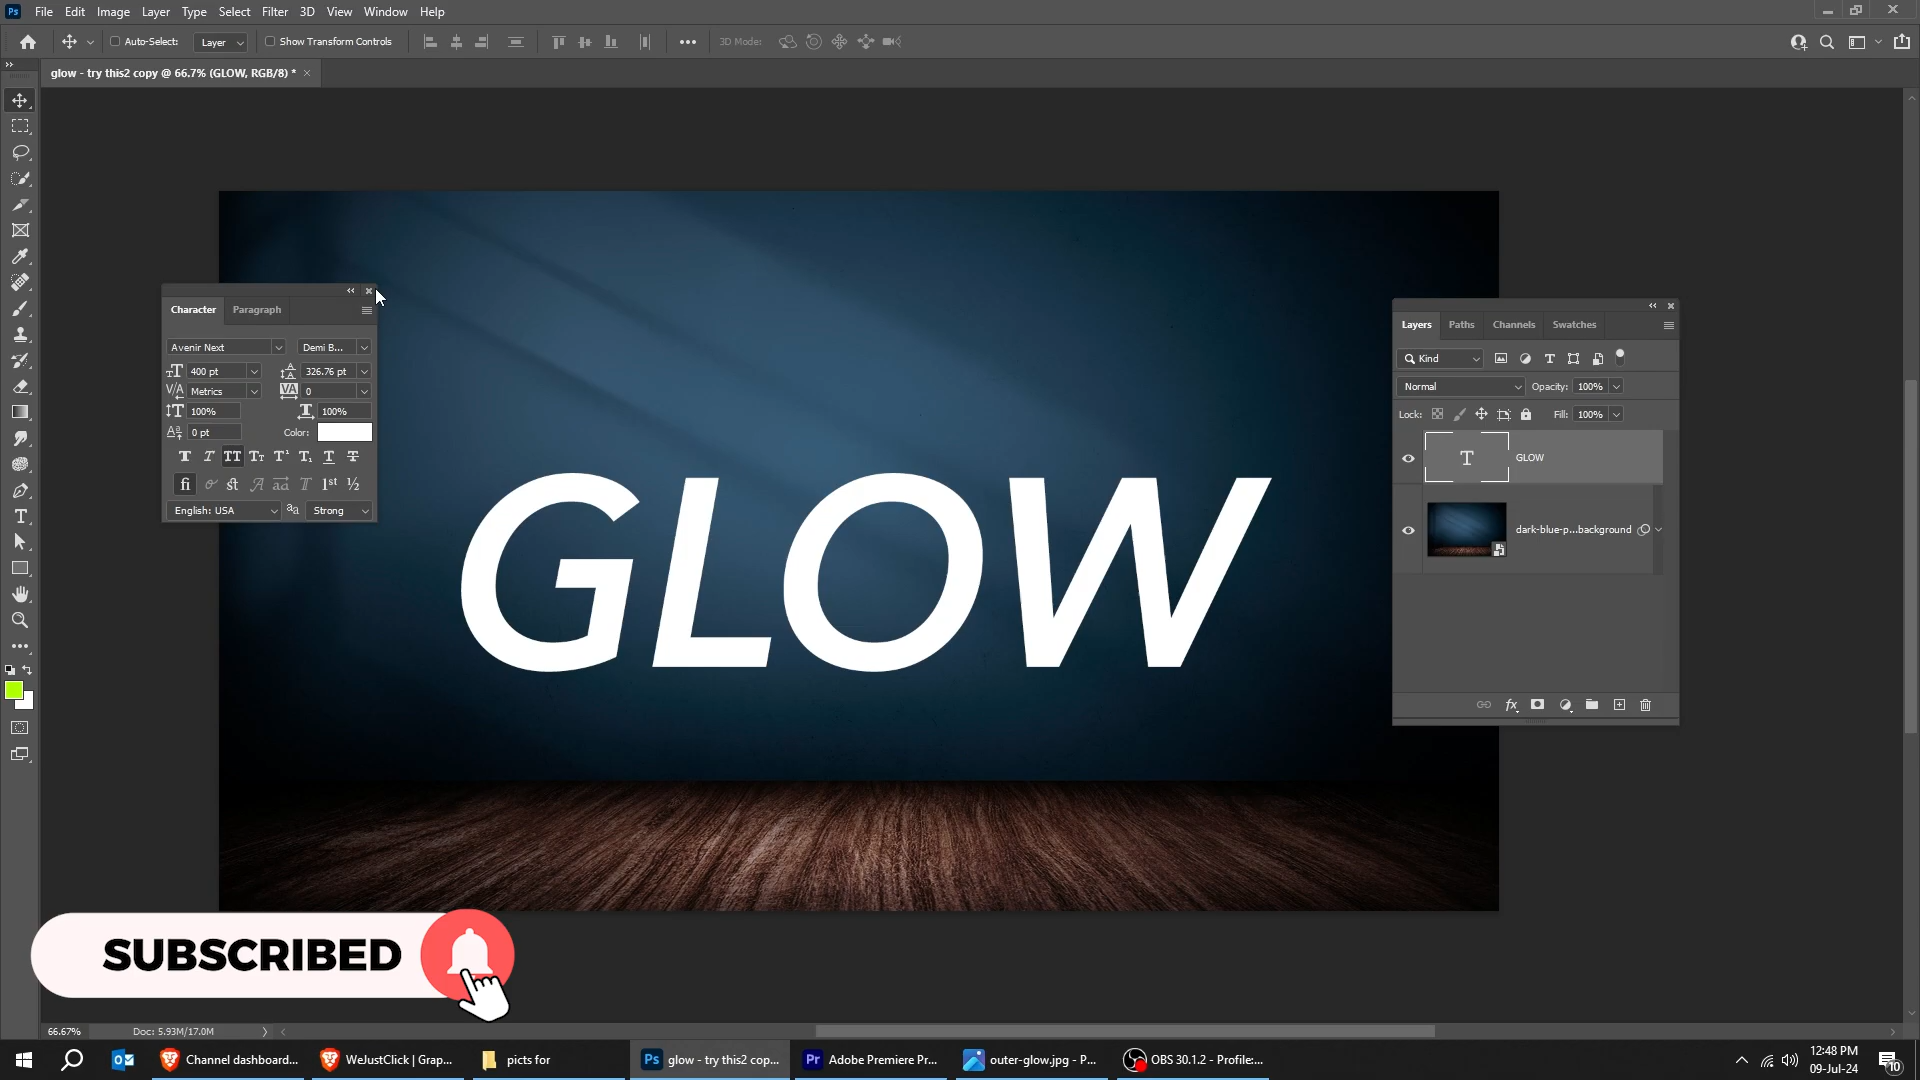 Ps File Edit Image Layer Type Select Filter 3D View Window Help
Auto-Select: Layer Show Transform Controls 3D Mode:
glow - try this2 copy @ 66.7% (GLOW, RGB/8) *
Character Paragraph
Avenir Next Demi B...
400 pt 326.76 pt
Metrics 0
100% 100%
0 pt Color:
English: USA Strong
GLOW
Layers Paths Channels Swatches
Kind
Normal Opacity: 100%
Lock: Fill: 100%
T GLOW
dark-blue-p...background
fx
SUBSCRIBED
66.67% Doc: 5.93M/17.0M
Channel dashboard... WeJustClick | Grap... picts for Ps glow - try this2 cop... Pr Adobe Premiere Pr... outer-glow.jpg - P... OBS 30.1.2 - Profile:...
12:48 PM
09-Jul-24
10